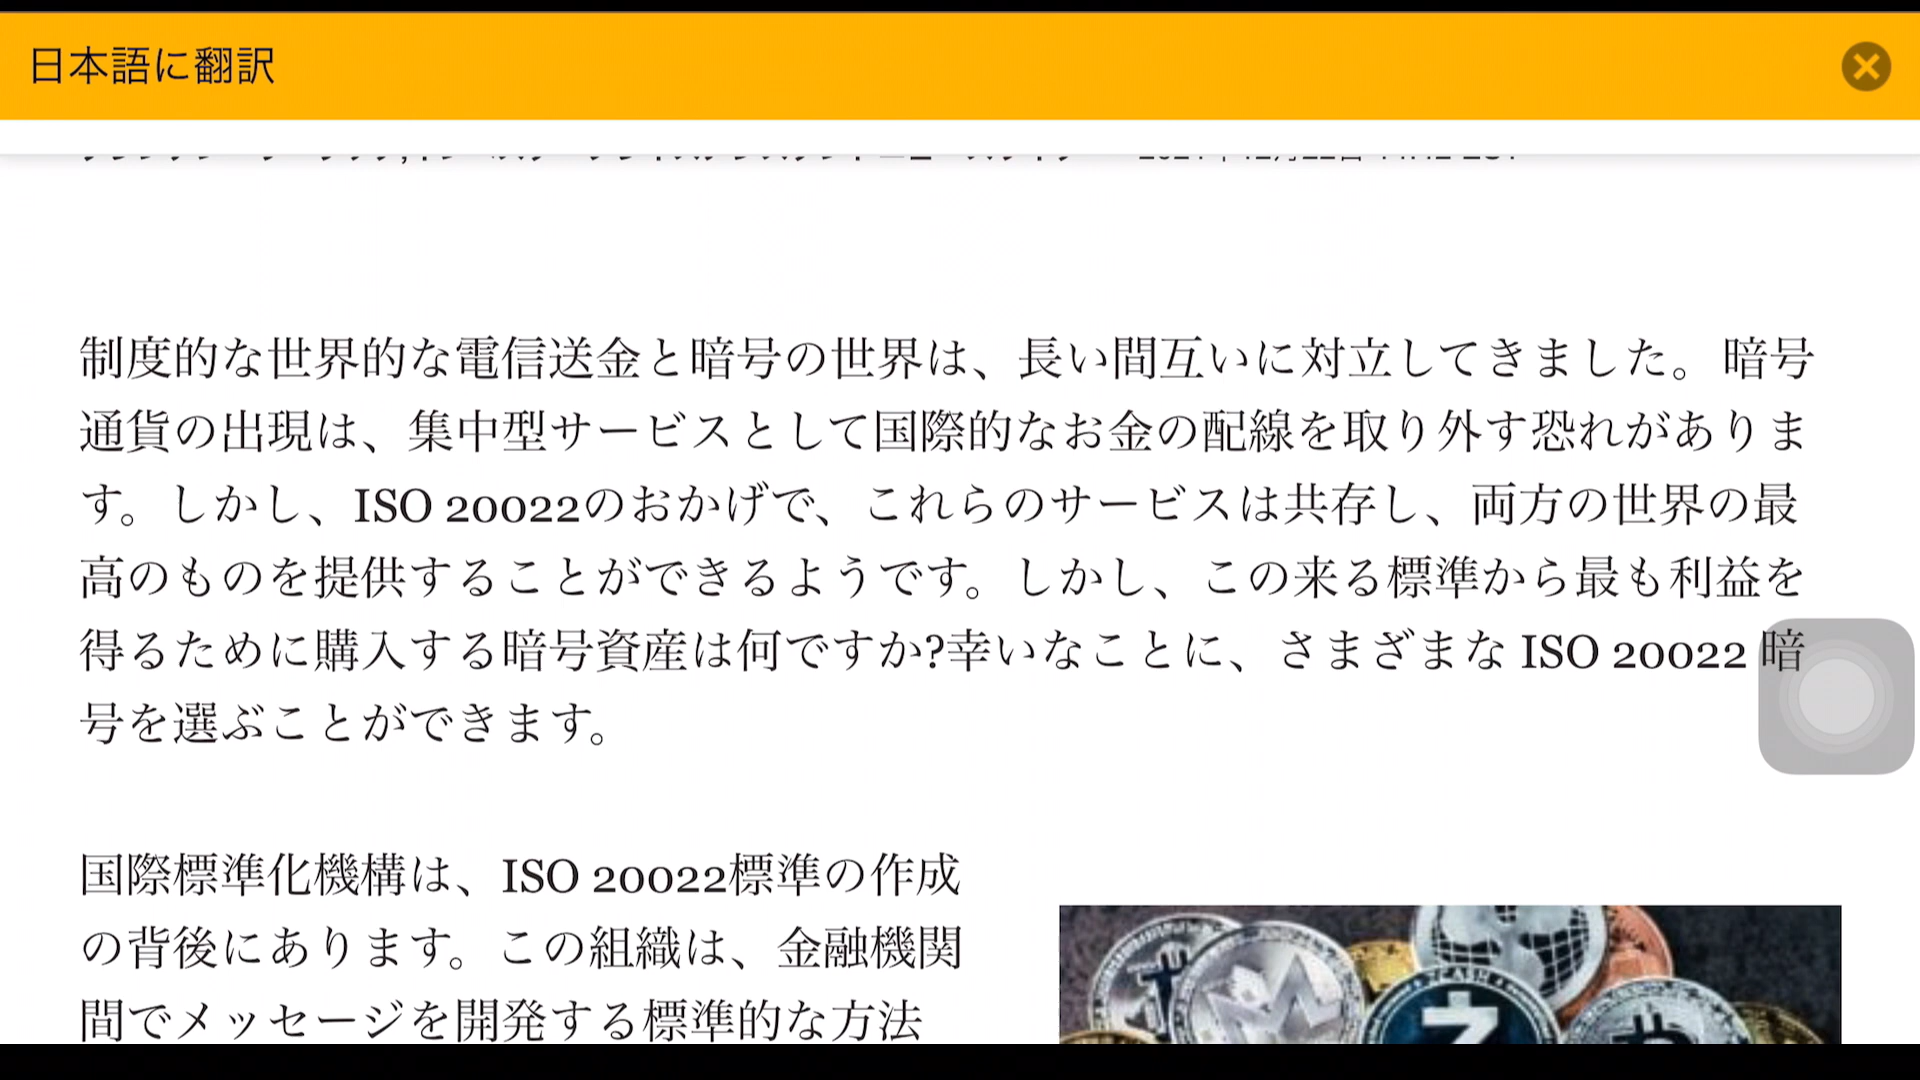 日本語に翻訳
制度的な世界的な電信送金と暗号の世界は、長い間互いに対立してきました。暗号
通貨の出現は、集中型サービスとして国際的なお金の配線を取り外す恐れがありま
す。しかし、ISO 20022のおかげで、これらのサービスは共存し、両方の世界の最
高のものを提供することができるようです。しかし、この来る標準から最も利益を
得るために購入する暗号資産は何ですか?幸いなことに、さまざまな ISO 20022 暗
号を選ぶことができます。
国際標準化機構は、ISO 20022標準の作成
の背後にあります。この組織は、金融機関
間でメッセージを開発する標準的な方法